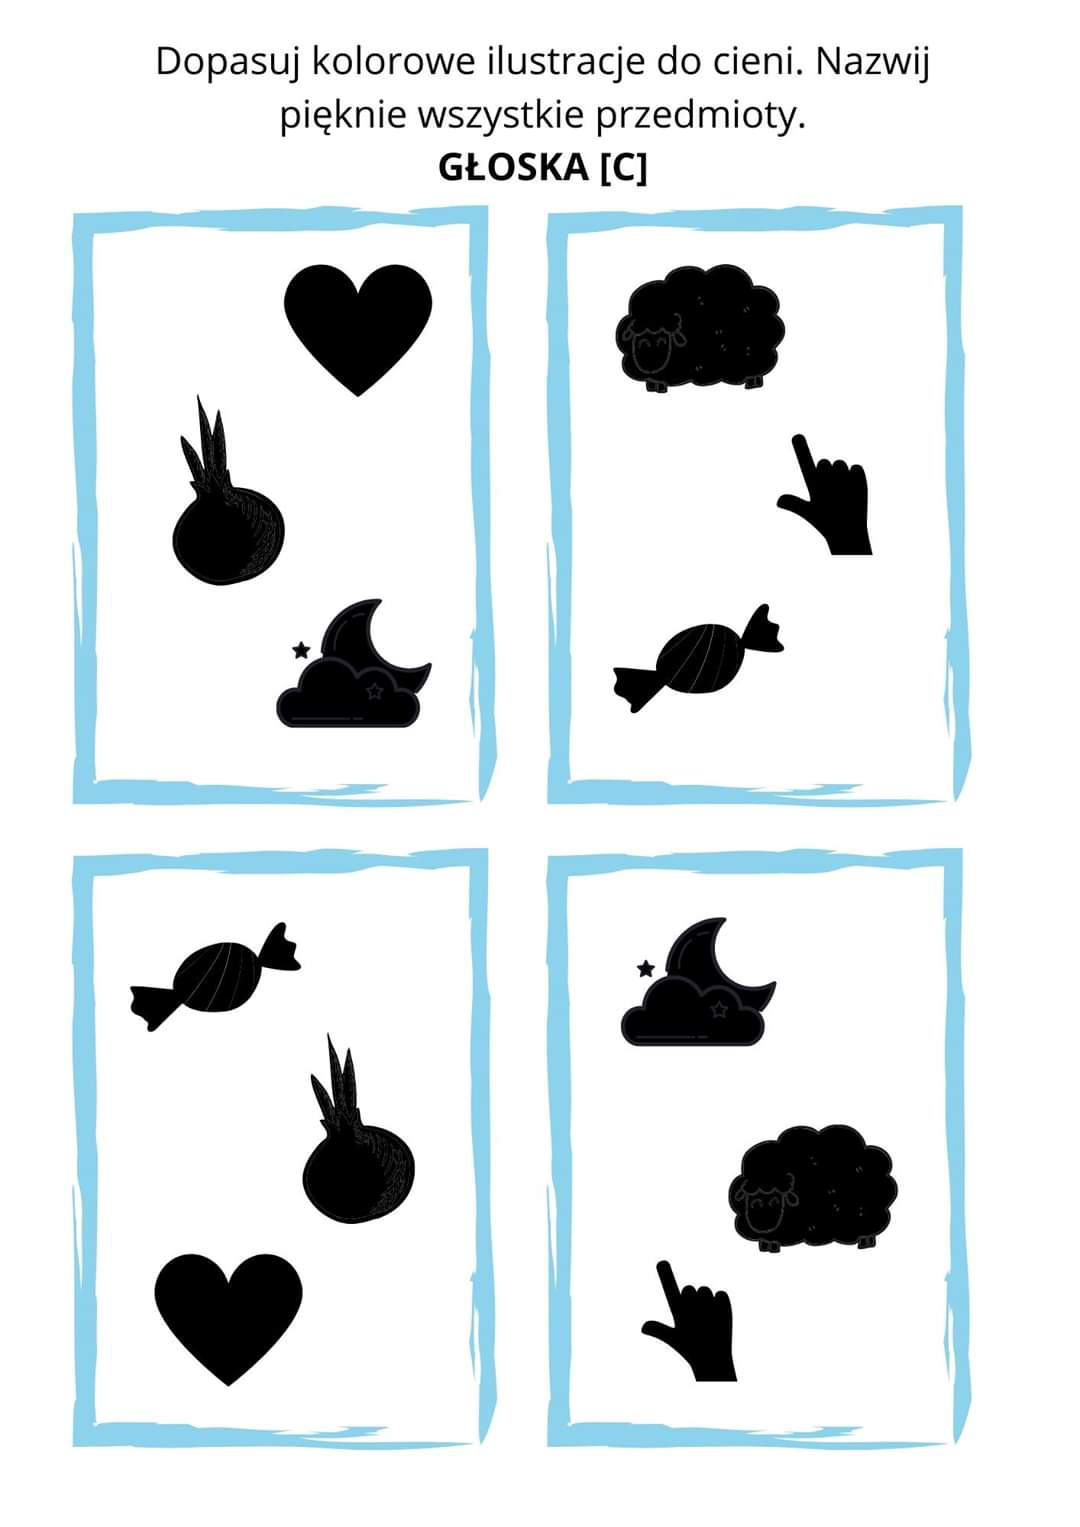 Dopasuj kolorowe ilustracje do cieni. Nazwij
pięknie wszystkie przedmioty.
GŁOSKA [C]